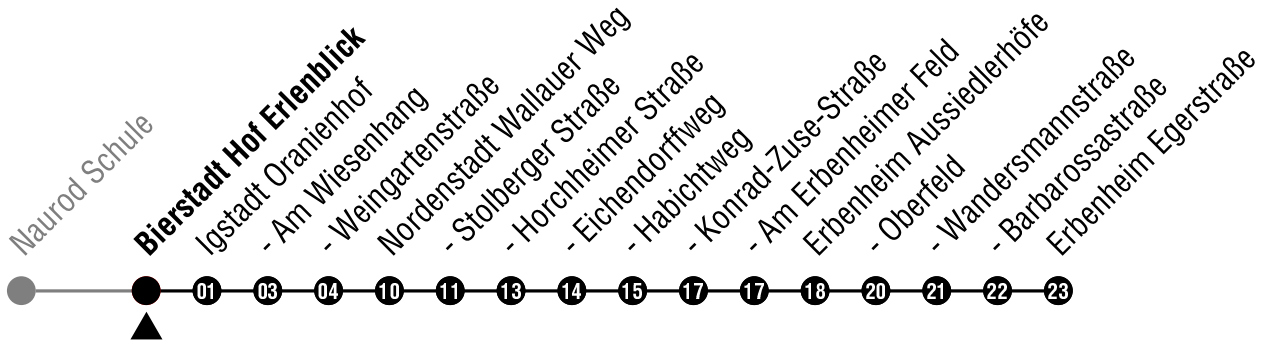 Naurod Schule
Bierstadt Hof Erlenblick
Igstadt Oranienhof
- Am Wiesenhang
- Weingartenstraße
Nordenstadt Wallauer Weg
- Stolberger Straße
- Horchheimer Straße
- Eichendorffweg
- Habichtweg
- Konrad-Zuse-Straße
- Am Erbenheimer Feld
Erbenheim Aussiedlerhöfe
- Oberfeld
- Wandersmannstraße
- Barbarossastraße
Erbenheim Egerstraße
01 03 04 10 11 13 14 15 17 17 18 20 21 22 23